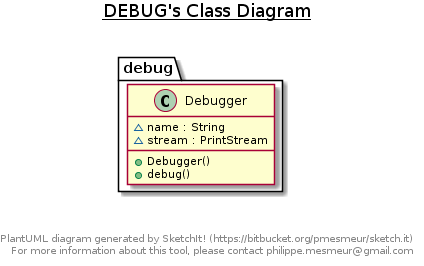 DEBUG's Class Diagram
debug
C Debugger
name : String
stream : PrintStream
Debugger()
debug()
PlantUML diagram generated by SketchIt! (https://bitbucket.org/pmesmeur/sketch.it)
For more information about this tool, please contact philippe.mesmeur@gmail.com